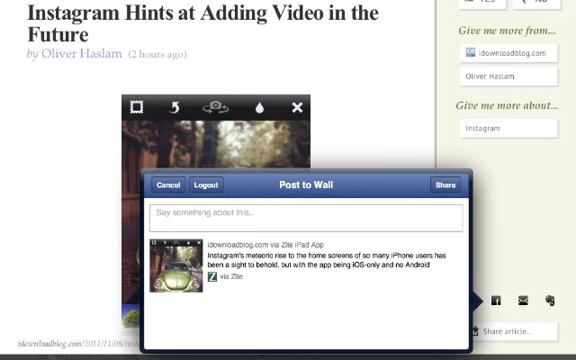 YES
NO
Instagram Hints at Adding Video in the
Future
by Oliver Haslam (2 hours ago)
Give me more from...
idownloadblog.com
Oliver Haslam
Give me more about...
Instagram
Cancel
Logout
Post to Wall
Share
Say something about this...
idownloadblog.com via Zite iPad App
Instagram's meteoric rise to the home screens of so many iPhone users has
been a sight to behold, but with the app being iOS-only and no Android
via Zite
idownloadblog.com/2011/11/08/inst
Share article...